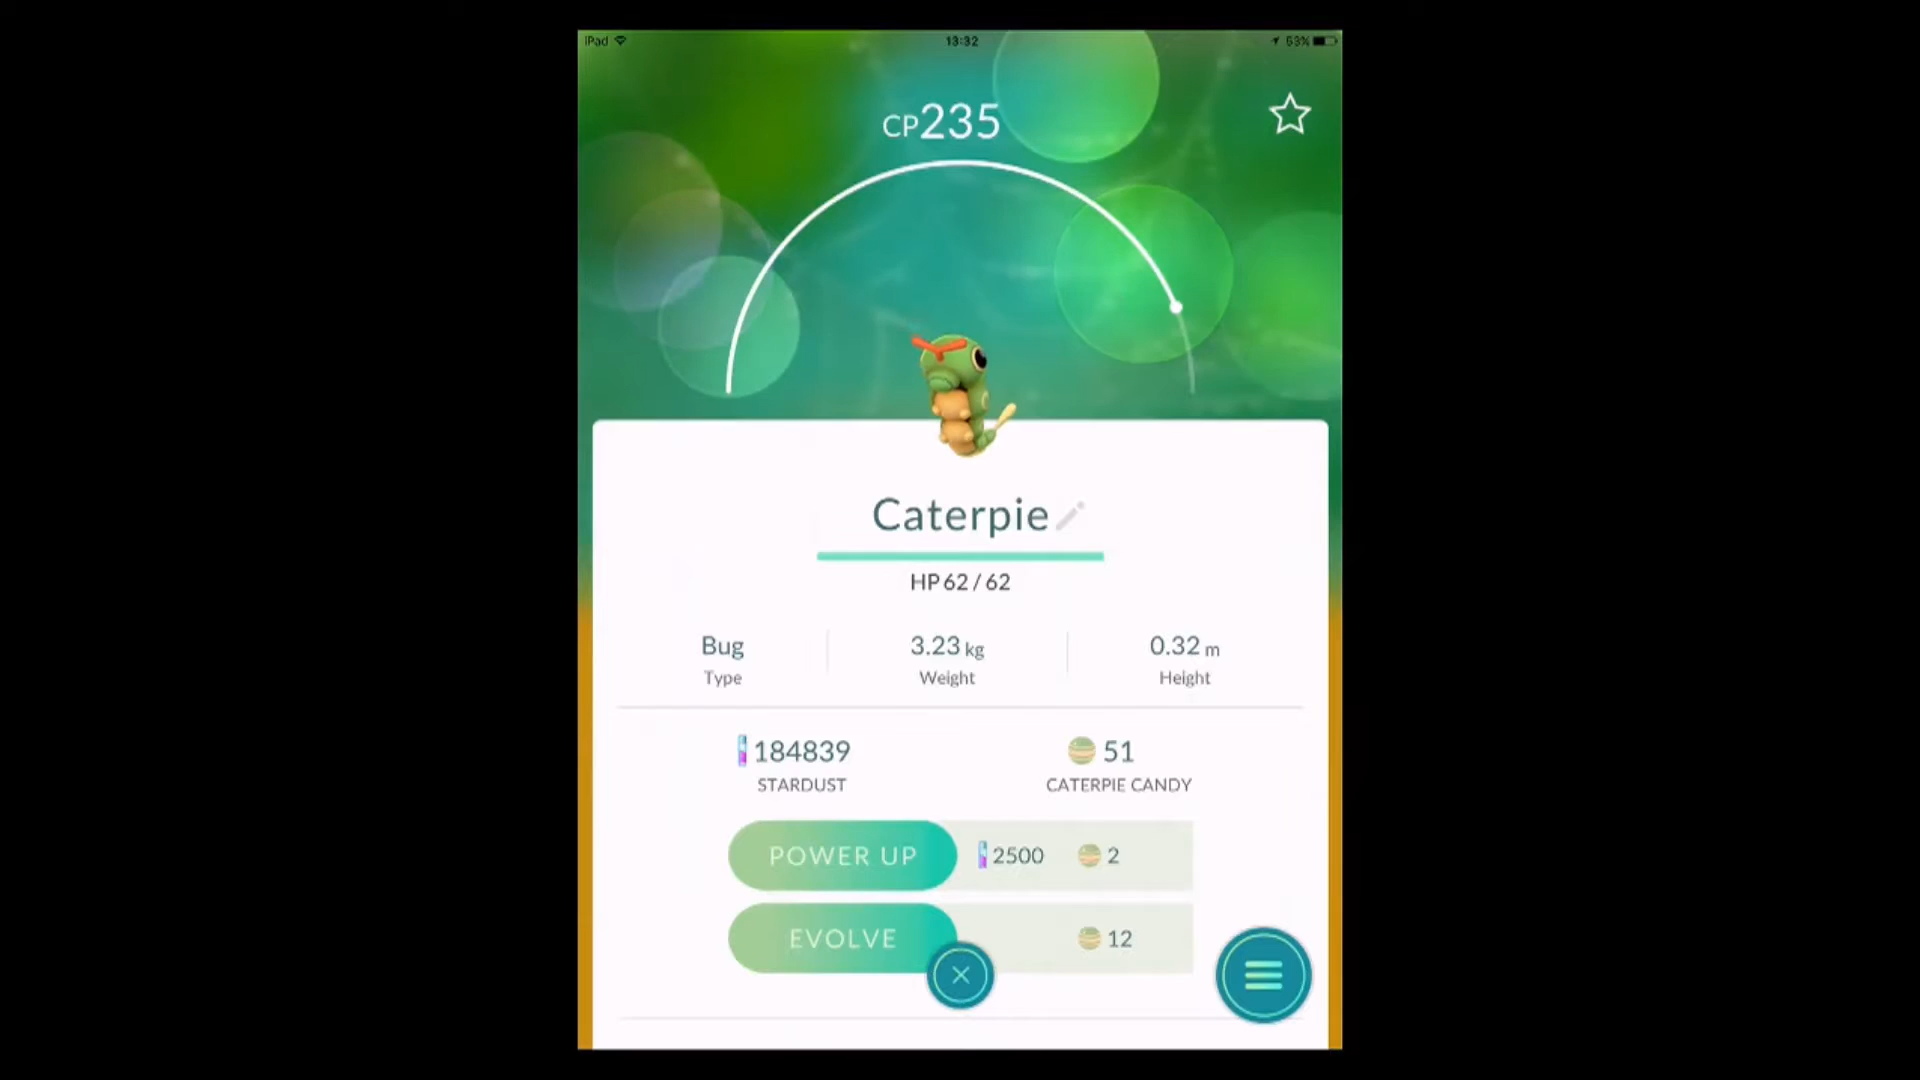 iPad 13:32 63%
CP235
Caterpie
HP 62 / 62
Bug 3.23 kg 0.32 m
Type Weight Height
184839 51
STARDUST CATERPIE CANDY
POWER UP 2500 2
EVOLVE 12